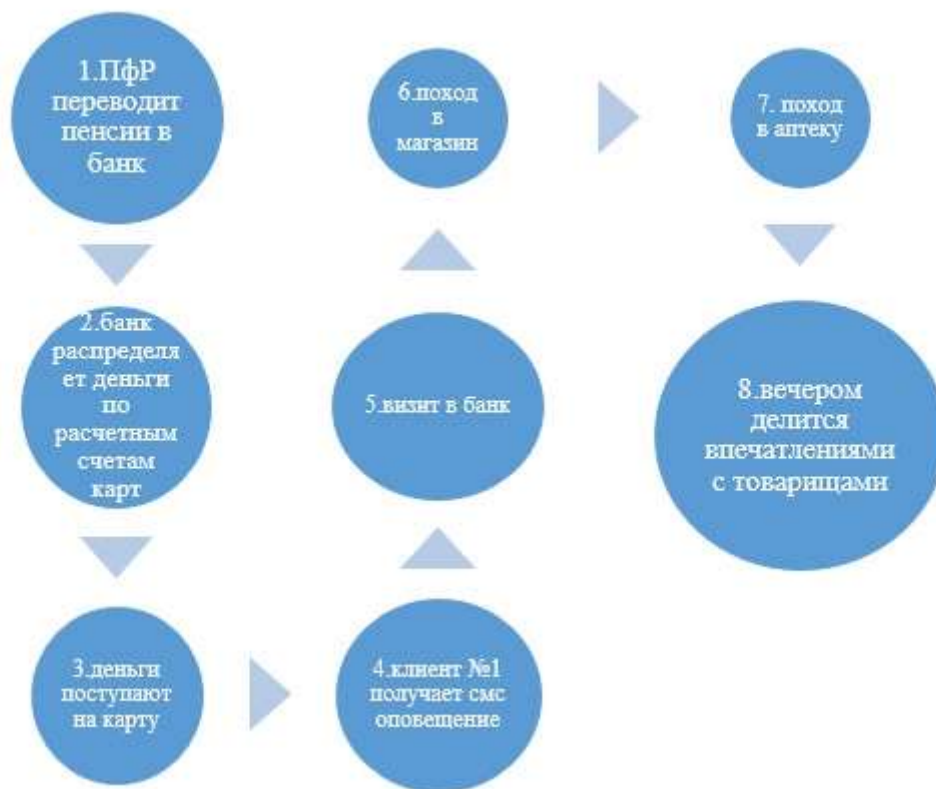 1.ПфР
переводит
пенсии в
банк
2.банк
распределя
ет деньги
по
расчетным
счетам
карт
3.деньги
поступают
на карту
4.клиент №1
получает смс
оповещение
5.визит в банк
6.поход
в
магазин
7. поход
в аптеку
8.вечером
делится
впечатлениями
с товарищами